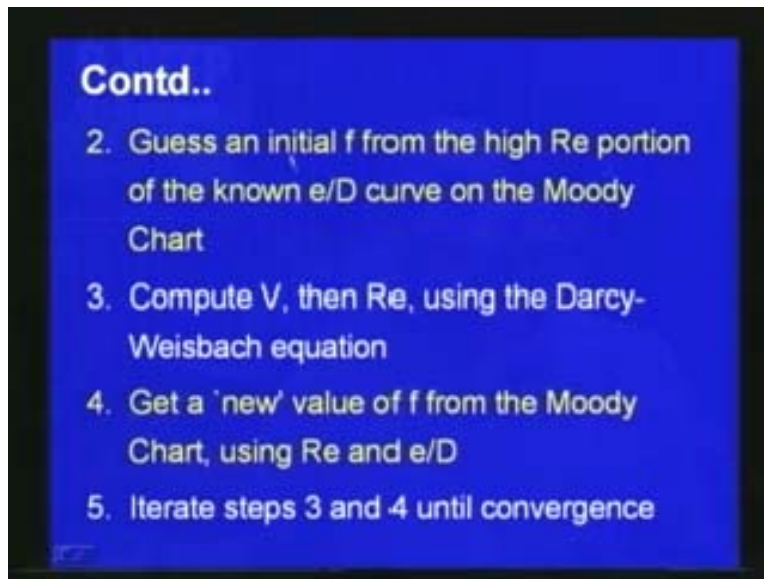 Contd..
2. Guess an initial f from the high Re portion
of the known e/D curve on the Moody
Chart
3. Compute V, then Re, using the Darcy-
Weisbach equation
4. Get a `new' value of f from the Moody
Chart, using Re and e/D
5. Iterate steps 3 and 4 until convergence